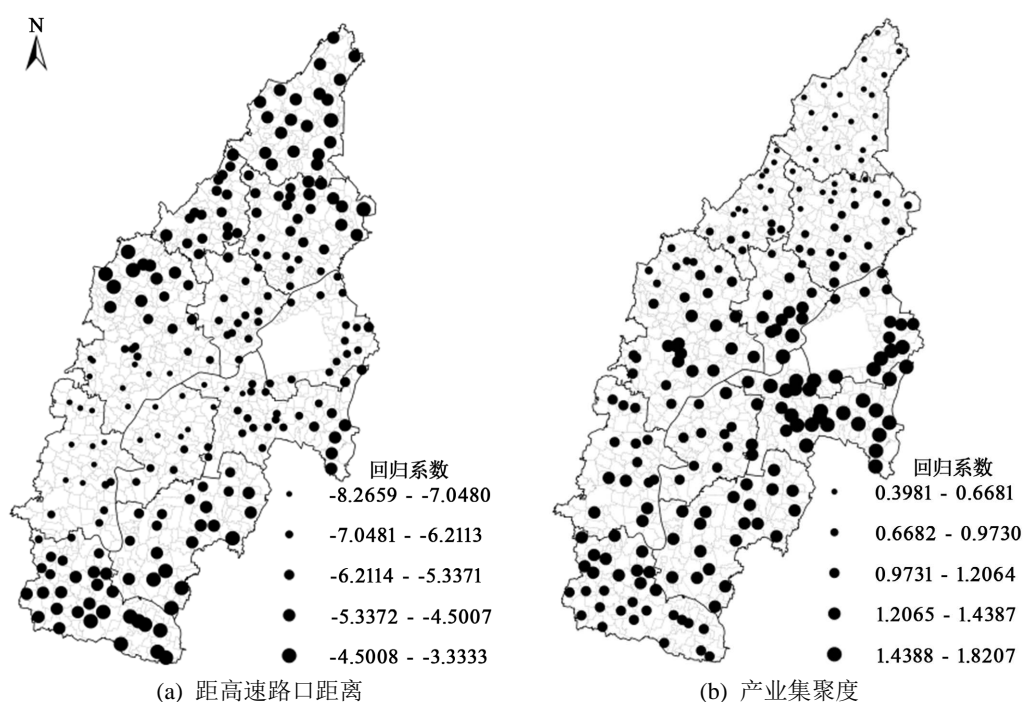 N
回归系数
-8.2659 - -7.0480
-7.0481 - -6.2113
-6.2114 - -5.3371
-5.3372 - -4.5007
-4.5008 - -3.3333
(a) 距高速路口距离
回归系数
0.3981 - 0.6681
0.6682 - 0.9730
0.9731 - 1.2064
1.2065 - 1.4387
1.4388 - 1.8207
(b) 产业集聚度